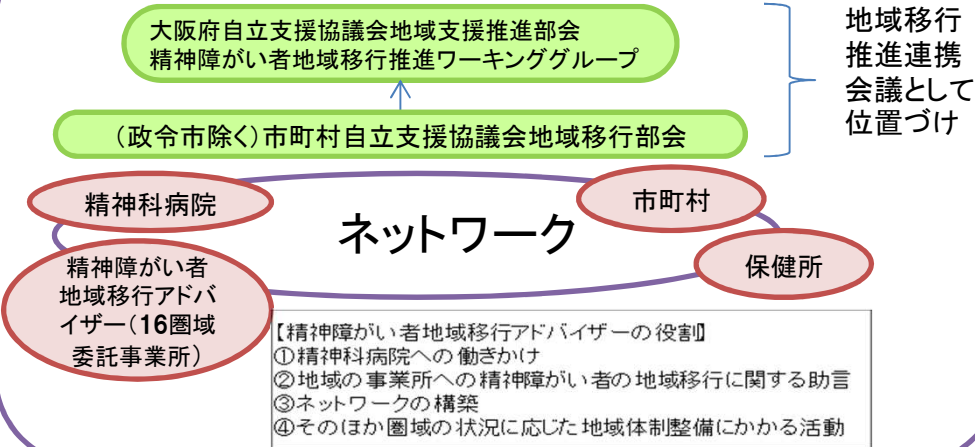 大阪府自立支援協議会地域支援推進部会
精神障がい者地域移行推進ワーキンググループ
地域移行
推進連携
会議として
位置づけ
（政令市除く）市町村自立支援協議会地域移行部会
精神科病院
市町村
ネットワーク
保健所
精神障がい者
地域移行アドバ
イザー（16圏域
委託事業所）
【精神障がい者地域移行アドバイザーの役割】
①精神科病院への働きかけ
②地域の事業所への精神障がい者の地域移行に関する助言
③ネットワークの構築
④そのほか圏域の状況に応じた地域体制整備にかかる活動